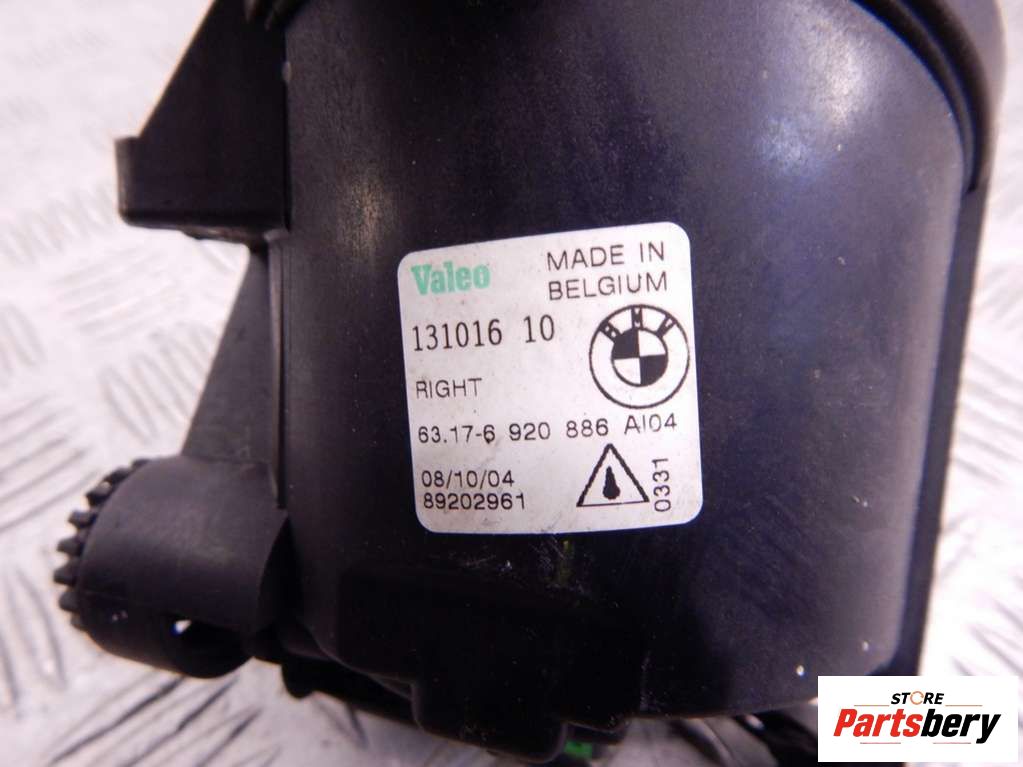 Valeo
MADE IN
BELGIUM
131016 10
BMW
RIGHT
63.17-6 920 886 AI04
08/10/04
89202961
0331
STORE
Partsbery